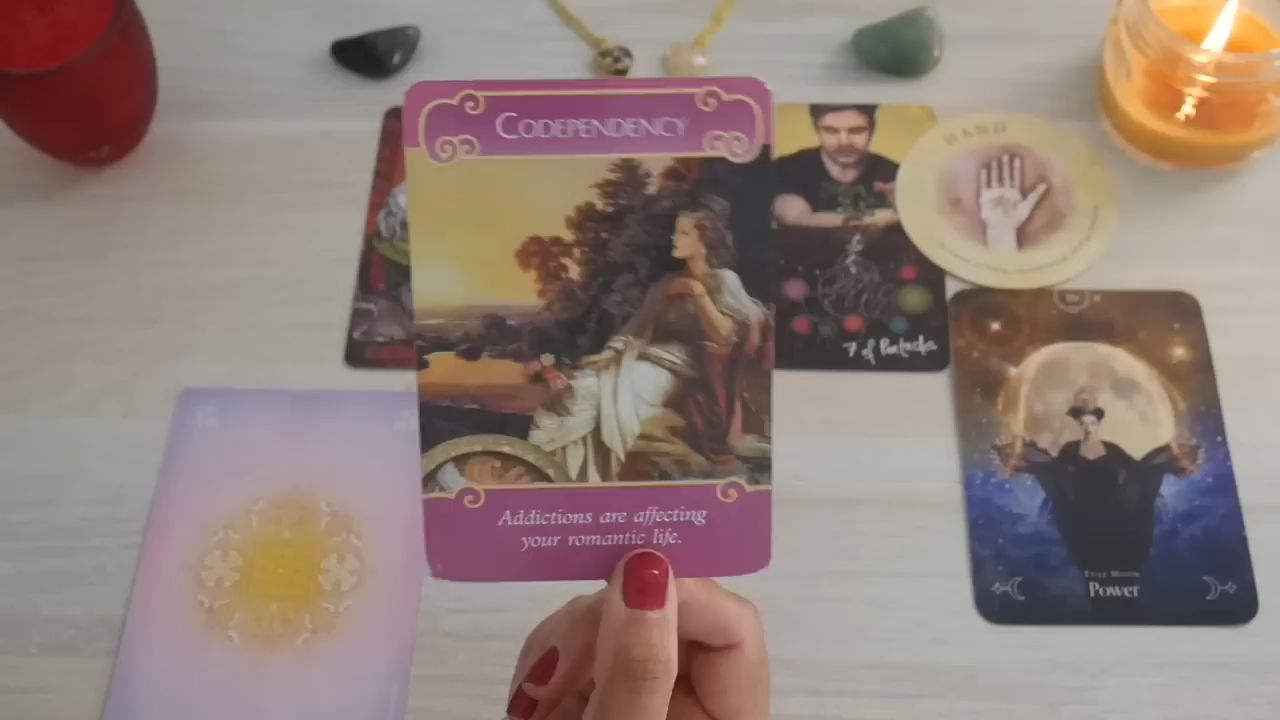 CODEPENDENCY
Addictions are affecting
your romantic life.
HAND
7 of Pentacles
FULL MOON
Power